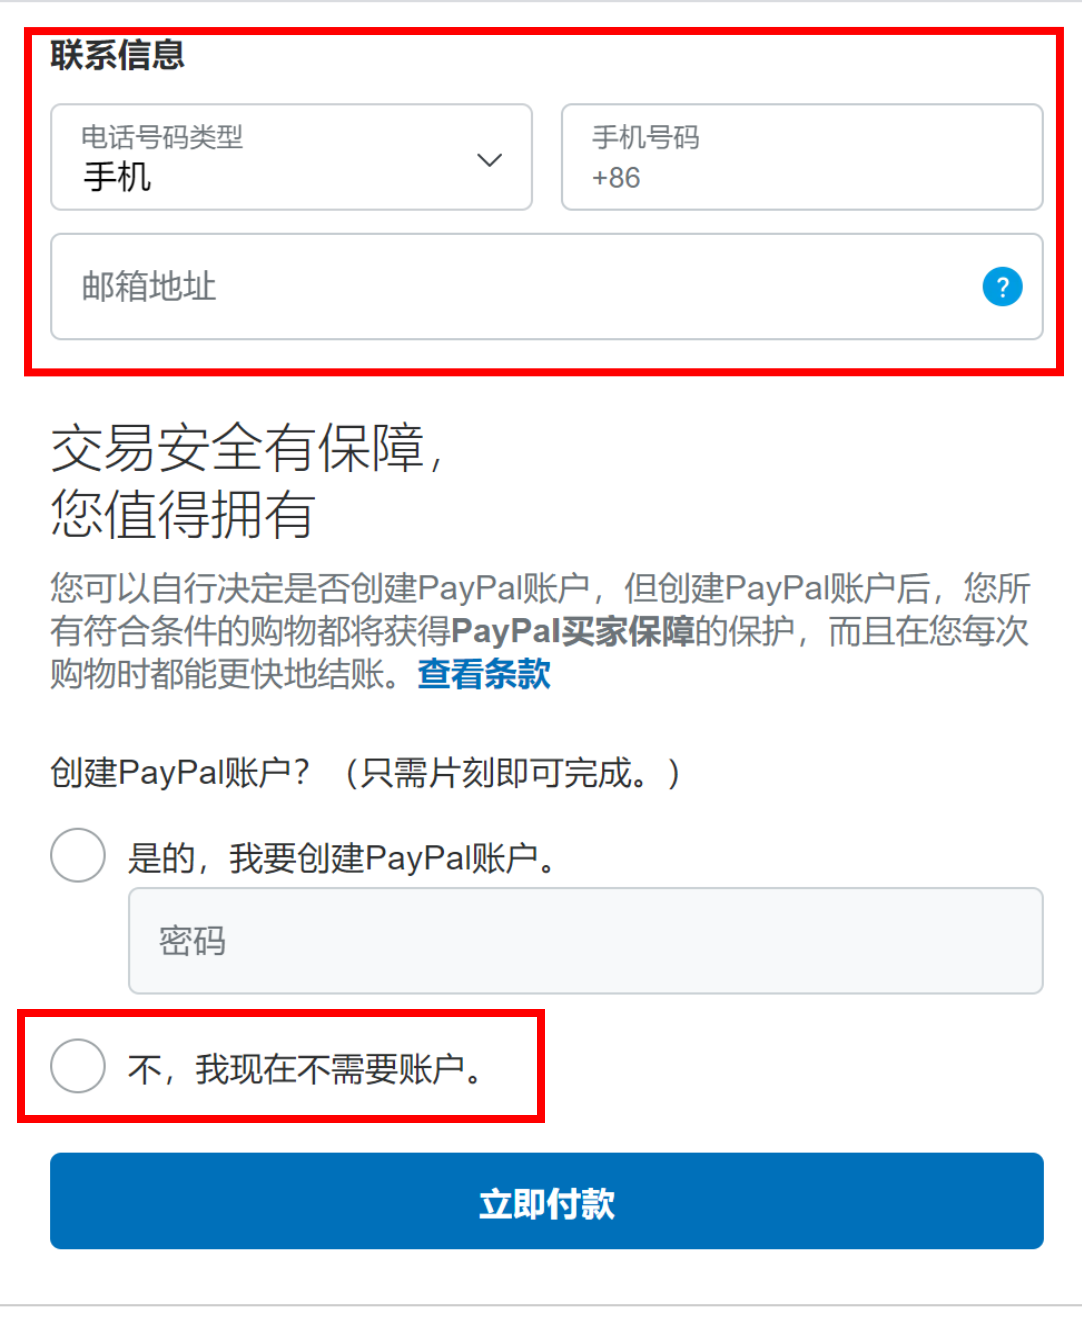 联系信息
电话号码类型
手机
手机号码
+86
邮箱地址
?
交易安全有保障，
您值得拥有
您可以自行决定是否创建PayPal账户，但创建PayPal账户后，您所
有符合条件的购物都将获得PayPal买家保障的保护，而且在您每次
购物时都能更快地结账。查看条款
创建PayPal账户？（只需片刻即可完成。）
是的，我要创建PayPal账户。
密码
不，我现在不需要账户。
立即付款